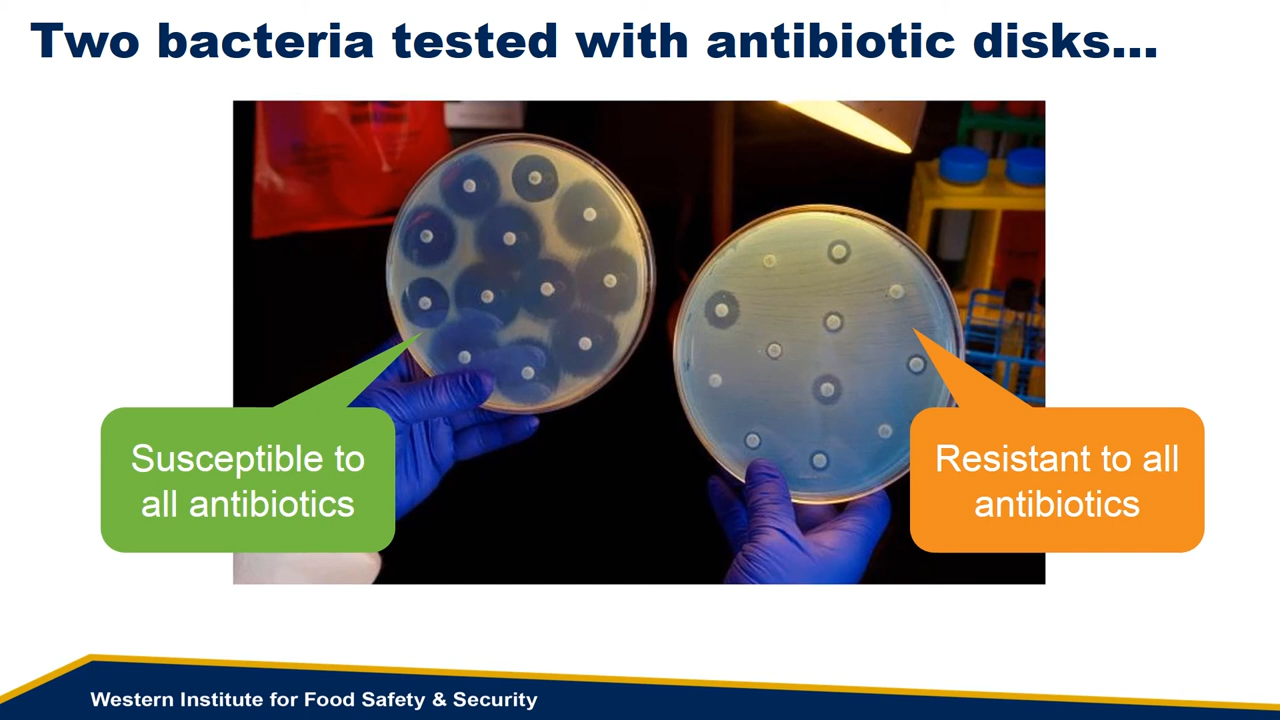 Two bacteria tested with antibiotic disks...
Susceptible to
all antibiotics
Resistant to all
antibiotics
Western Institute for Food Safety & Security